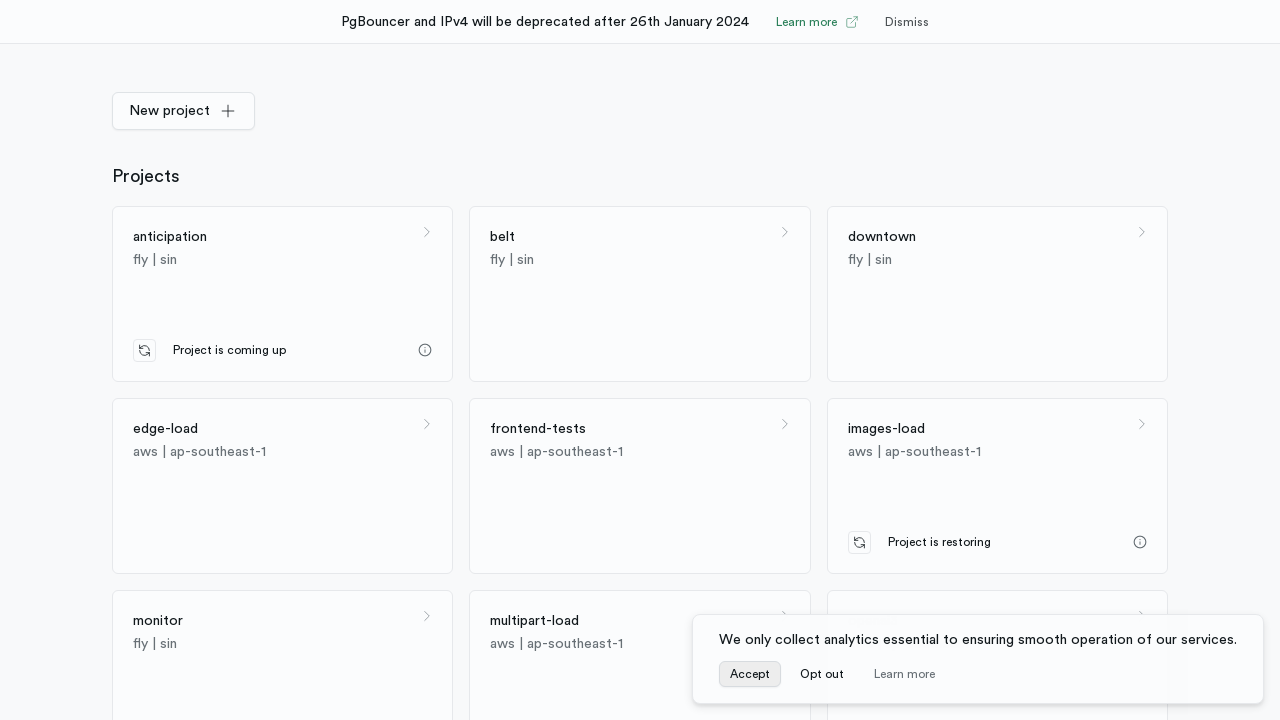 PgBouncer and IPv4 will be deprecated after 26th January 2024 Learn more Dismiss
New project
Projects
anticipation
fly | sin
Project is coming up
belt
fly | sin
downtown
fly | sin
edge-load
aws | ap-southeast-1
frontend-tests
aws | ap-southeast-1
images-load
aws | ap-southeast-1
Project is restoring
monitor
fly | sin
multipart-load
aws | ap-southeast-1
We only collect analytics essential to ensuring smooth operation of our services.
Accept Opt out Learn more